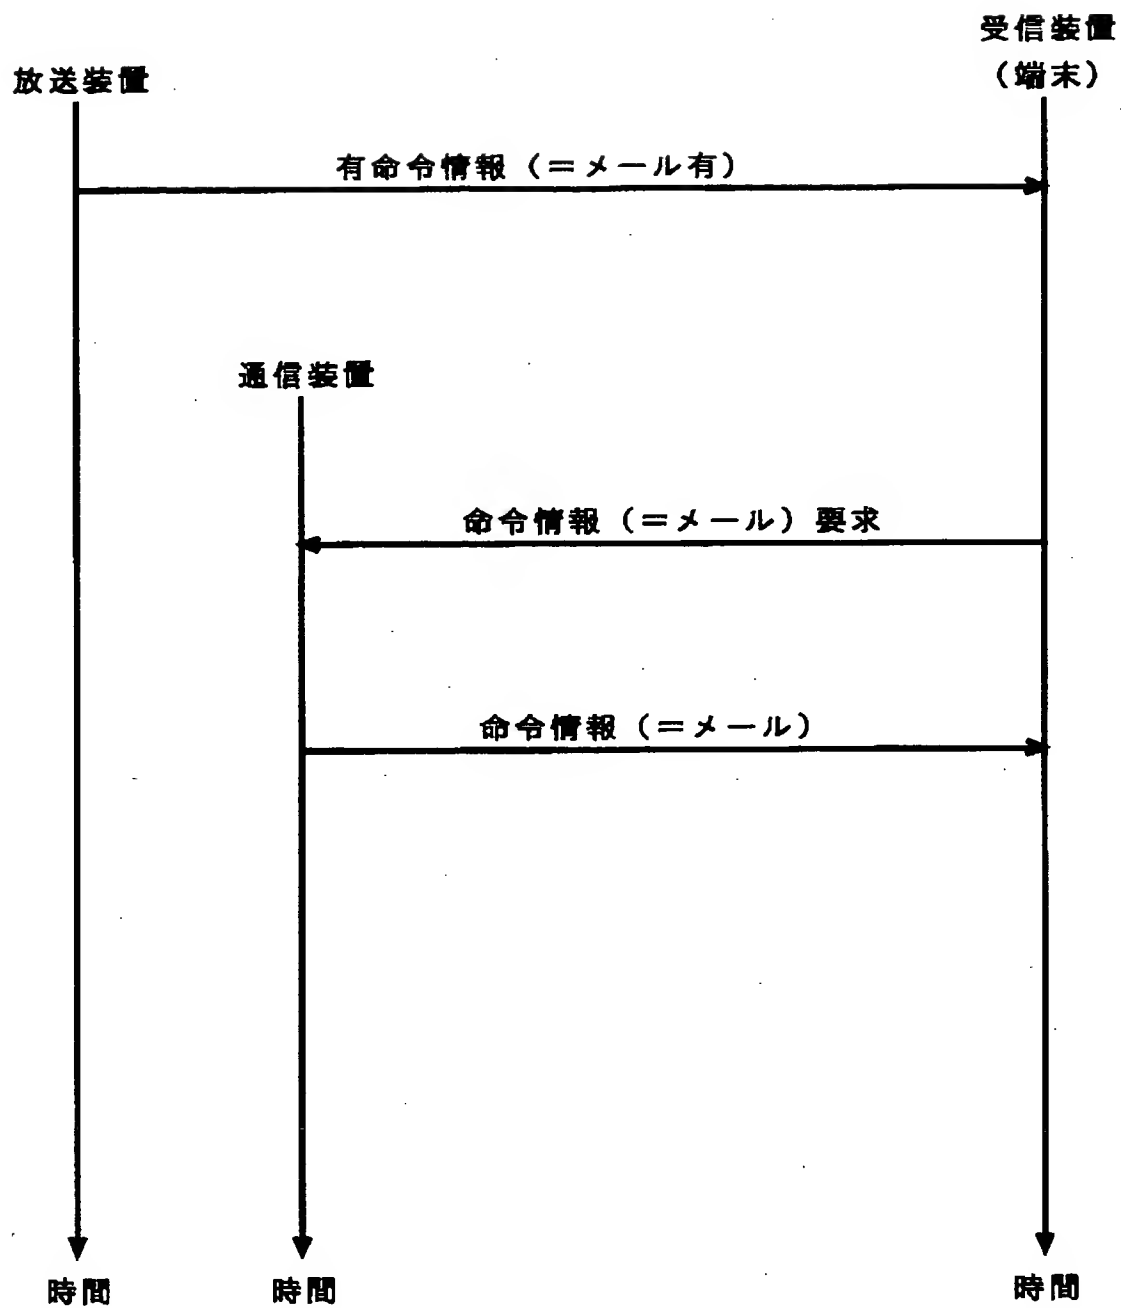 受信装置
(端末)
放送装置
有命令情報(=メール有)
通信装置
命令情報(=メール)要求
命令情報(=メール)
時間
時間
時間